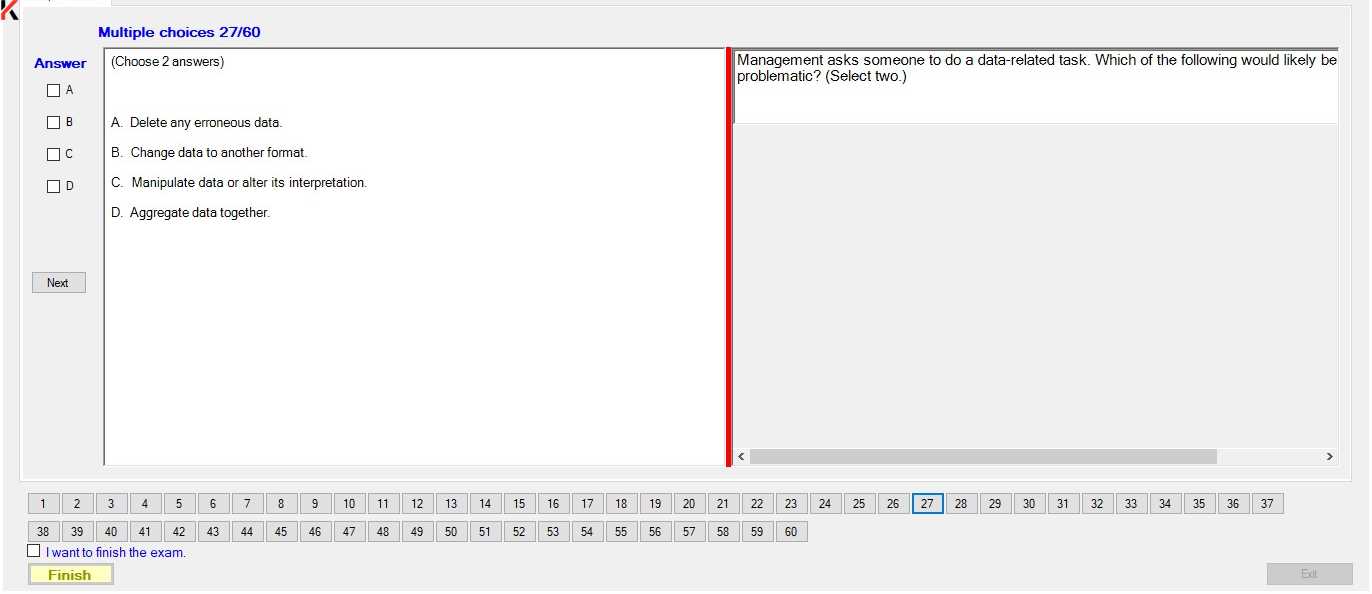 Multiple choices 27/60
Answer
(Choose 2 answers)
Management asks someone to do a data-related task. Which of the following would likely be
problematic? (Select two.)
A
B
C
D
A. Delete any erroneous data.
B. Change data to another format.
C. Manipulate data or alter its interpretation.
D. Aggregate data together.
Next
1 2 3 4 5 6 7 8 9 10 11 12 13 14 15 16 17 18 19 20 21 22 23 24 25 26 27 28 29 30 31 32 33 34 35 36 37
38 39 40 41 42 43 44 45 46 47 48 49 50 51 52 53 54 55 56 57 58 59 60
I want to finish the exam.
Finish
Exit